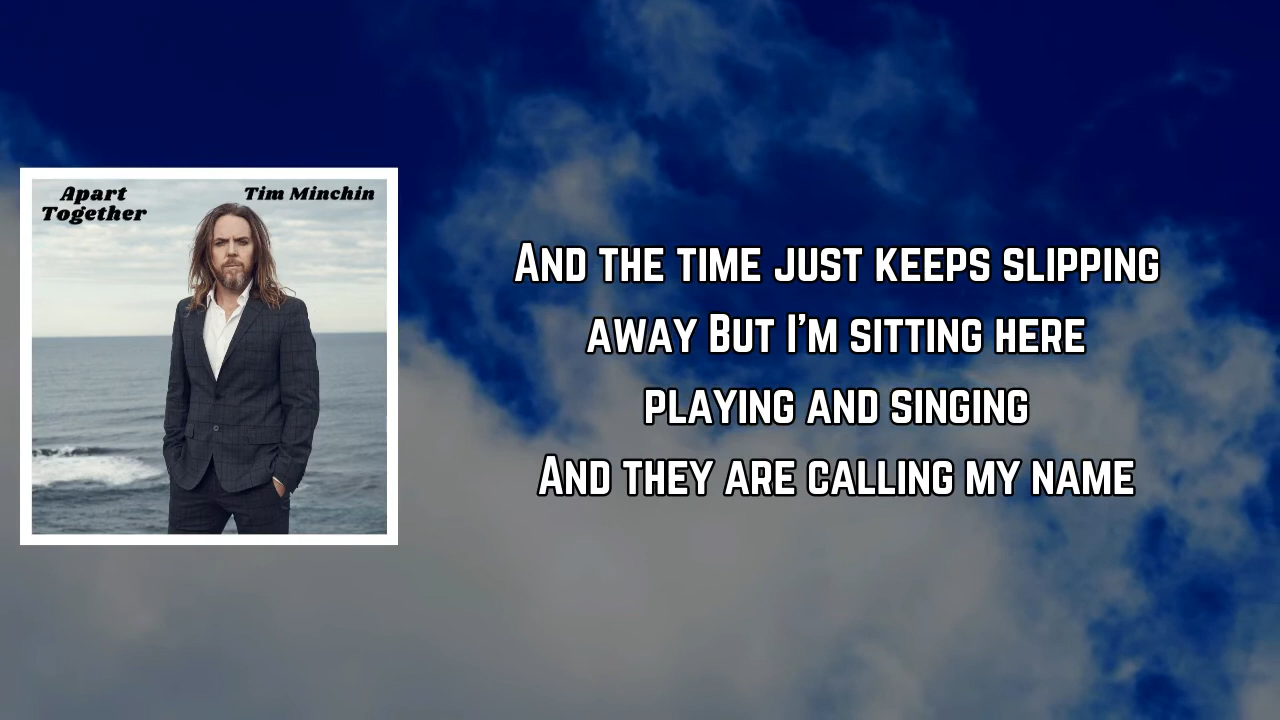 Apart
Together
Tim Minchin
And the time just keeps slipping
away But I'm sitting here
playing and singing
And they are calling my name